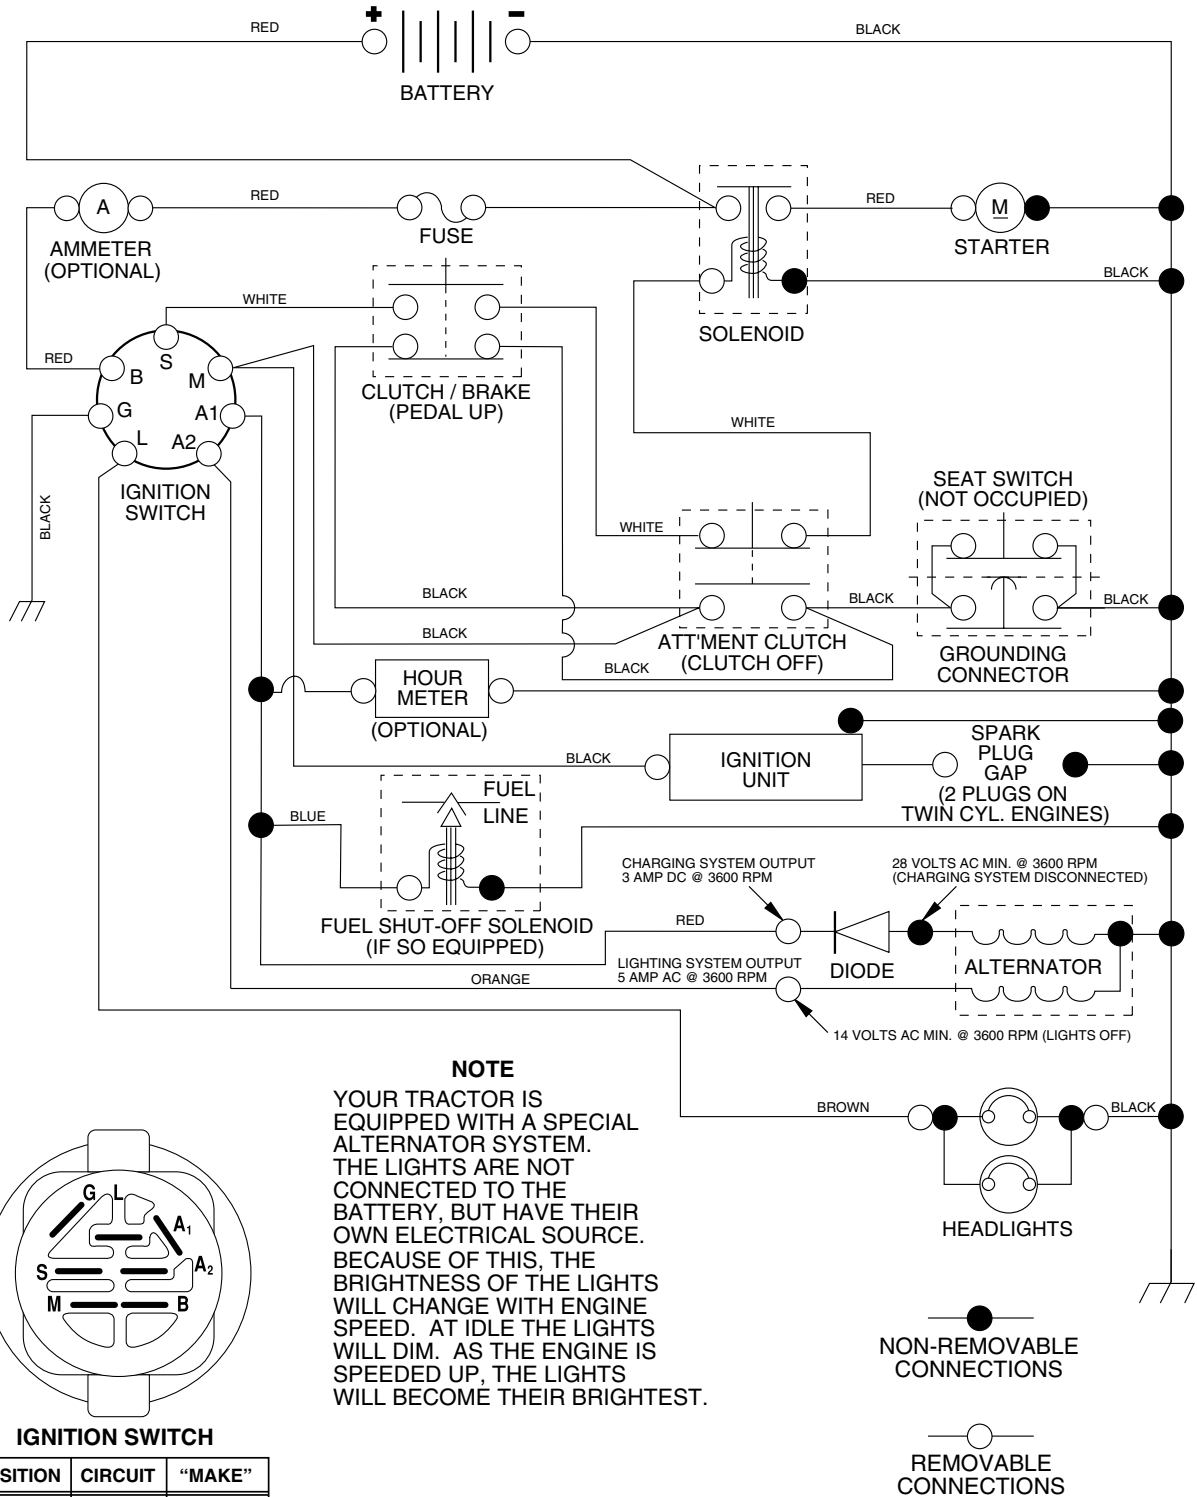 + -
RED
BLACK
BATTERY
A
RED
RED
M
AMMETER
(OPTIONAL)
FUSE
STARTER
BLACK
WHITE
SOLENOID
RED
S
B
M
G
A1
L
A2
CLUTCH / BRAKE
(PEDAL UP)
WHITE
IGNITION
SWITCH
BLACK
SEAT SWITCH
(NOT OCCUPIED)
WHITE
BLACK
BLACK
BLACK
BLACK
ATT'MENT CLUTCH
(CLUTCH OFF)
GROUNDING
CONNECTOR
BLACK
HOUR
METER
(OPTIONAL)
BLACK
IGNITION
UNIT
SPARK
PLUG
GAP
(2 PLUGS ON
TWIN CYL. ENGINES)
FUEL
LINE
BLUE
FUEL SHUT-OFF SOLENOID
(IF SO EQUIPPED)
CHARGING SYSTEM OUTPUT
3 AMP DC @ 3600 RPM
28 VOLTS AC MIN. @ 3600 RPM
(CHARGING SYSTEM DISCONNECTED)
RED
DIODE
ALTERNATOR
LIGHTING SYSTEM OUTPUT
5 AMP AC @ 3600 RPM
ORANGE
14 VOLTS AC MIN. @ 3600 RPM (LIGHTS OFF)
NOTE
YOUR TRACTOR IS
EQUIPPED WITH A SPECIAL
ALTERNATOR SYSTEM.
THE LIGHTS ARE NOT
CONNECTED TO THE
BATTERY, BUT HAVE THEIR
OWN ELECTRICAL SOURCE.
BECAUSE OF THIS, THE
BRIGHTNESS OF THE LIGHTS
WILL CHANGE WITH ENGINE
SPEED. AT IDLE THE LIGHTS
WILL DIM. AS THE ENGINE IS
SPEEDED UP, THE LIGHTS
WILL BECOME THEIR BRIGHTEST.
BROWN
BLACK
HEADLIGHTS
G L
A1
S
A2
M
B
IGNITION SWITCH
SITION CIRCUIT “MAKE”
NON-REMOVABLE
CONNECTIONS
REMOVABLE
CONNECTIONS